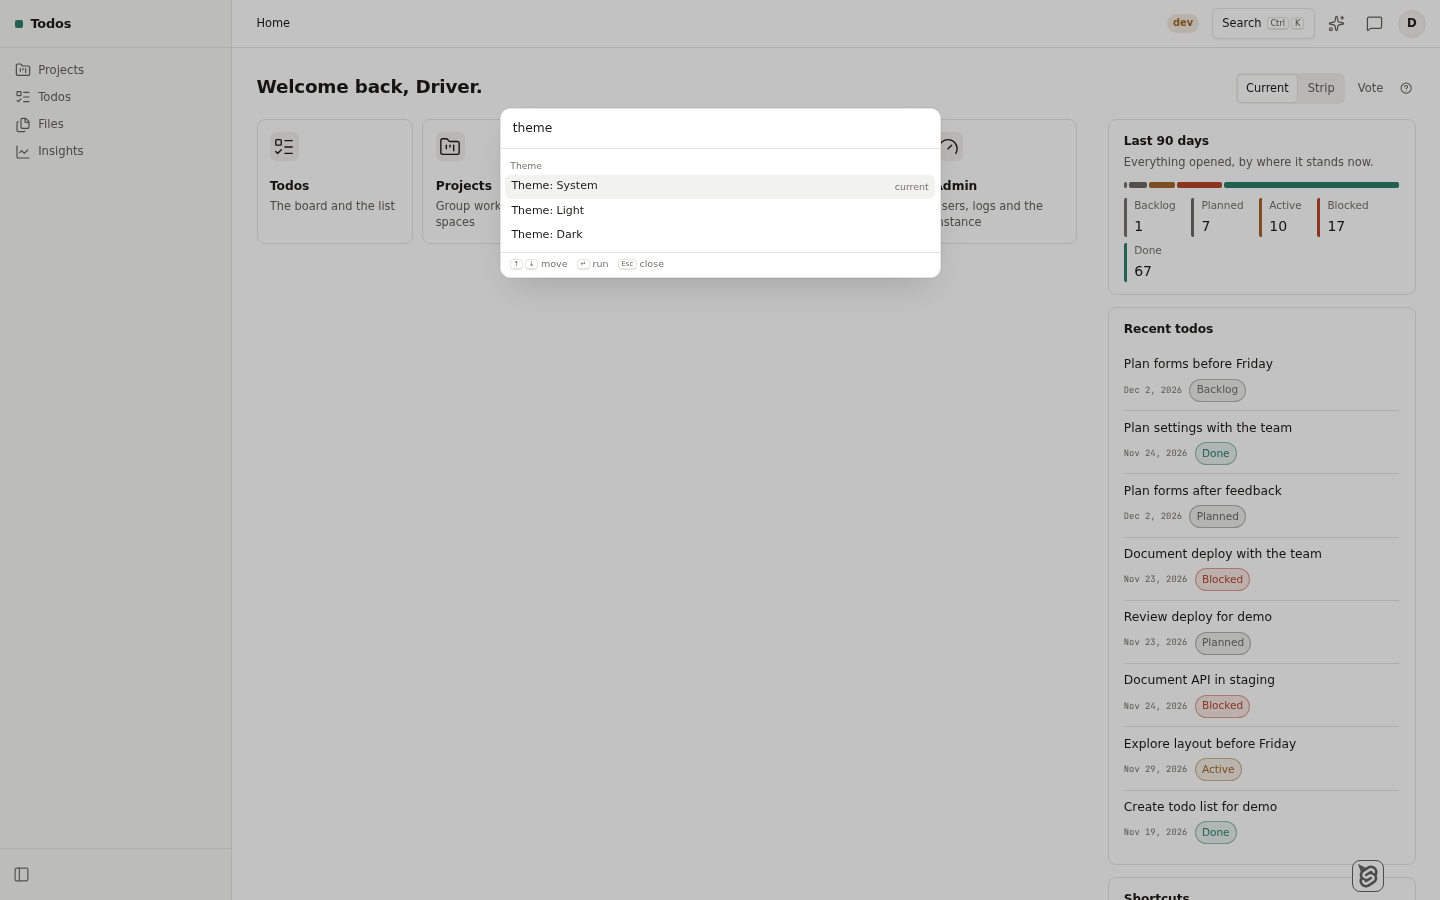 Todos
Home
dev
Search Ctrl K
D
Projects
Todos
Files
Insights
Welcome back, Driver.
Current Strip Vote
theme
Theme
Theme: System current
Theme: Light
Theme: Dark
↑ ↓ move ↵ run Esc close
Todos
The board and the list
Projects
Group work
spaces
Admin
sers, logs and the
nstance
Last 90 days
Everything opened, by where it stands now.
Backlog
1
Planned
7
Active
10
Blocked
17
Done
67
Recent todos
Plan forms before Friday
Dec 2, 2026 Backlog
Plan settings with the team
Nov 24, 2026 Done
Plan forms after feedback
Dec 2, 2026 Planned
Document deploy with the team
Nov 23, 2026 Blocked
Review deploy for demo
Nov 23, 2026 Planned
Document API in staging
Nov 24, 2026 Blocked
Explore layout before Friday
Nov 29, 2026 Active
Create todo list for demo
Nov 19, 2026 Done
Shortcuts